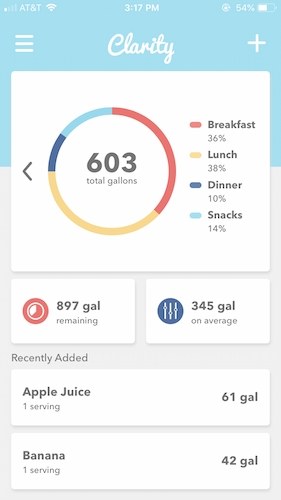 AT&T 3:17 PM 54%
Clarity
603
total gallons
Breakfast
36%
Lunch
38%
Dinner
10%
Snacks
14%
897 gal
remaining
345 gal
on average
Recently Added
Apple Juice
1 serving
61 gal
Banana
1 serving
42 gal